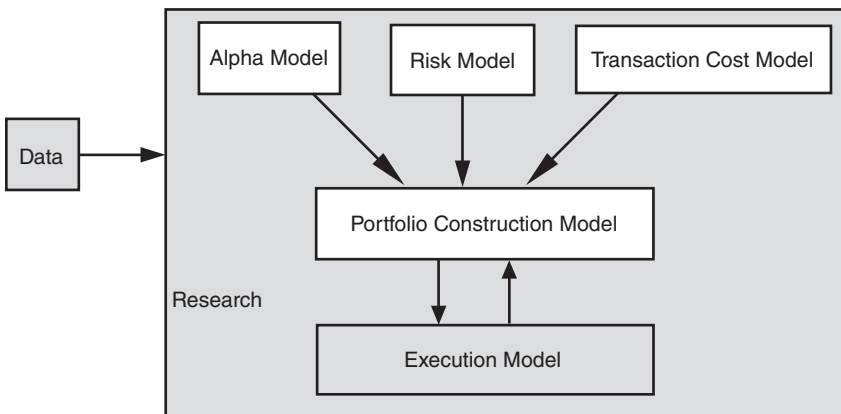 Alpha Model
Risk Model
Transaction Cost Model
Data
Portfolio Construction Model
Research
Execution Model